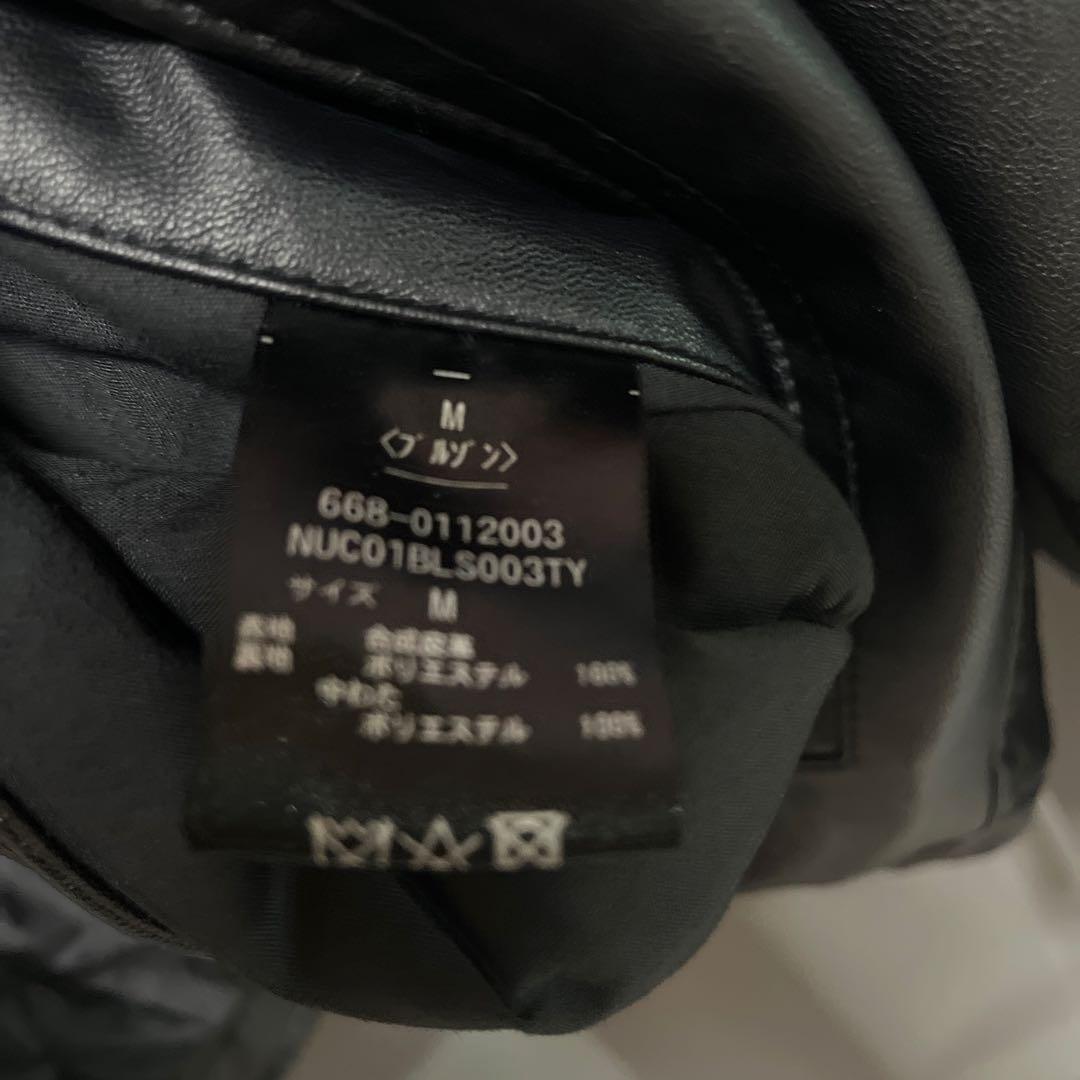 M
<ブルゾン>
668-0112003
NUC01BLS003TY
サイズ M
表地 合成皮革
裏地 ポリエステル 100%
中わた
ポリエステル 100%